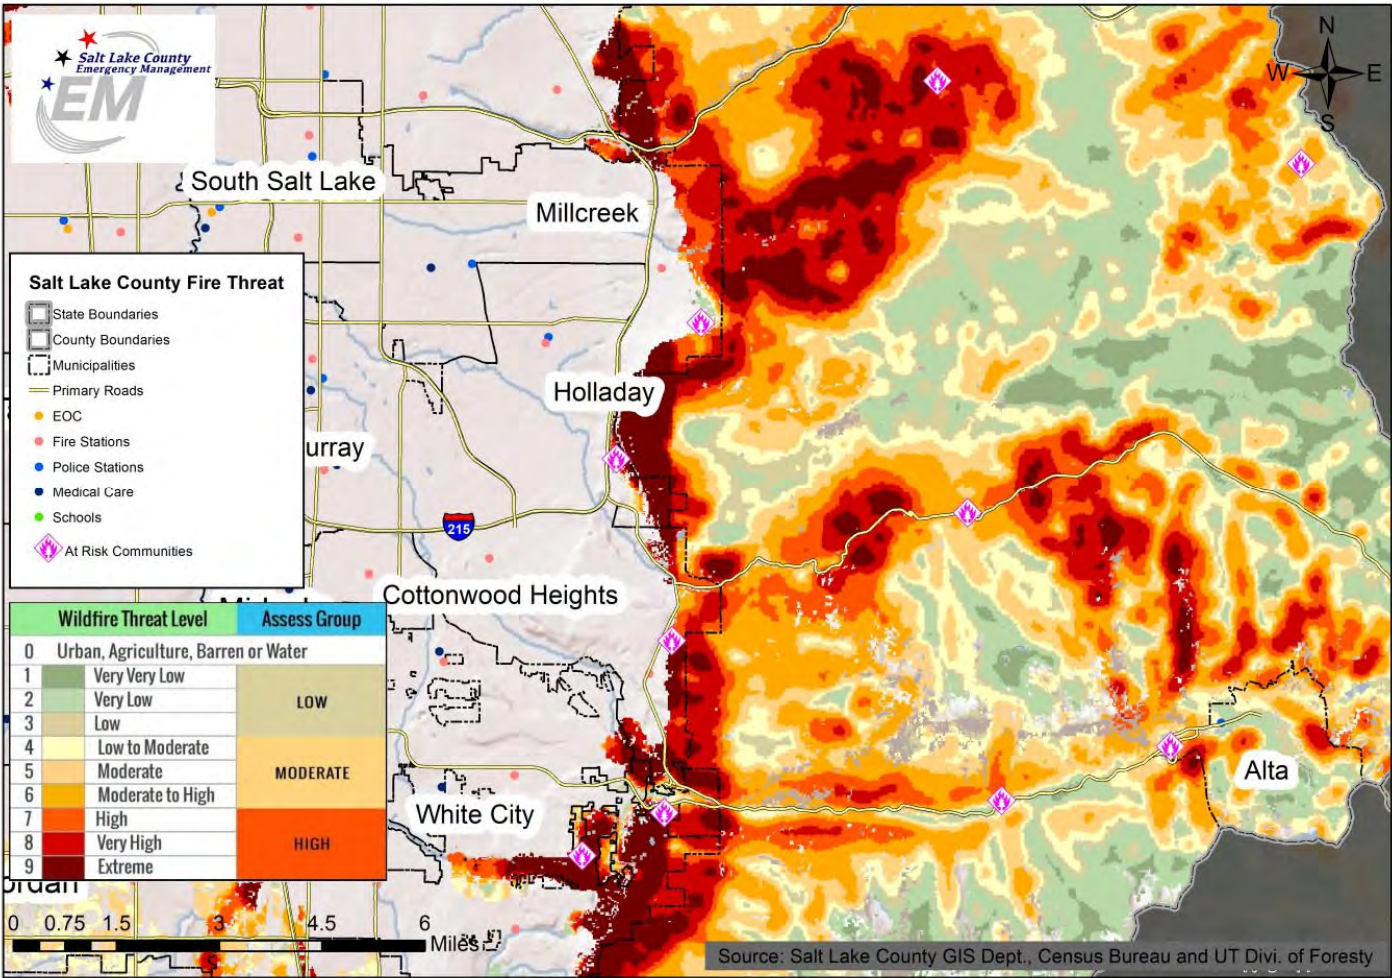 Salt Lake County
Emergency Management
EM
N
W E
S
South Salt Lake
Millcreek
Holladay
urray
215
Cottonwood Heights
White City
Alta
Salt Lake County Fire Threat
State Boundaries
County Boundaries
Municipalities
Primary Roads
EOC
Fire Stations
Police Stations
Medical Care
Schools
At Risk Communities
Wildfire Threat Level Assess Group
0 Urban, Agriculture, Barren or Water
1 Very Very Low
2 Very Low
3 Low
LOW
4 Low to Moderate
5 Moderate
6 Moderate to High
MODERATE
7 High
8 Very High
9 Extreme
HIGH
ordan
0 0.75 1.5 3 4.5 6
Miles
Source: Salt Lake County GIS Dept., Census Bureau and UT Divi. of Foresty